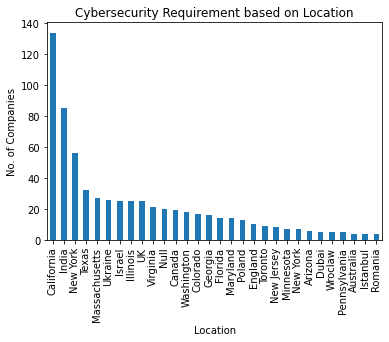 Cybersecurity Requirement based on Location
No. of Companies
140
120
100
80
60
40
20
0
California
India
New York
Texas
Massachusetts
Ukraine
Israel
Illinois
UK
Virginia
Null
Canada
Washington
Colorado
Georgia
Florida
Maryland
Poland
England
Toronto
New Jersey
Minnesota
New York
Arizona
Dubai
Wroclaw
Pennsylvania
Australia
Istanbul
Romania
Location